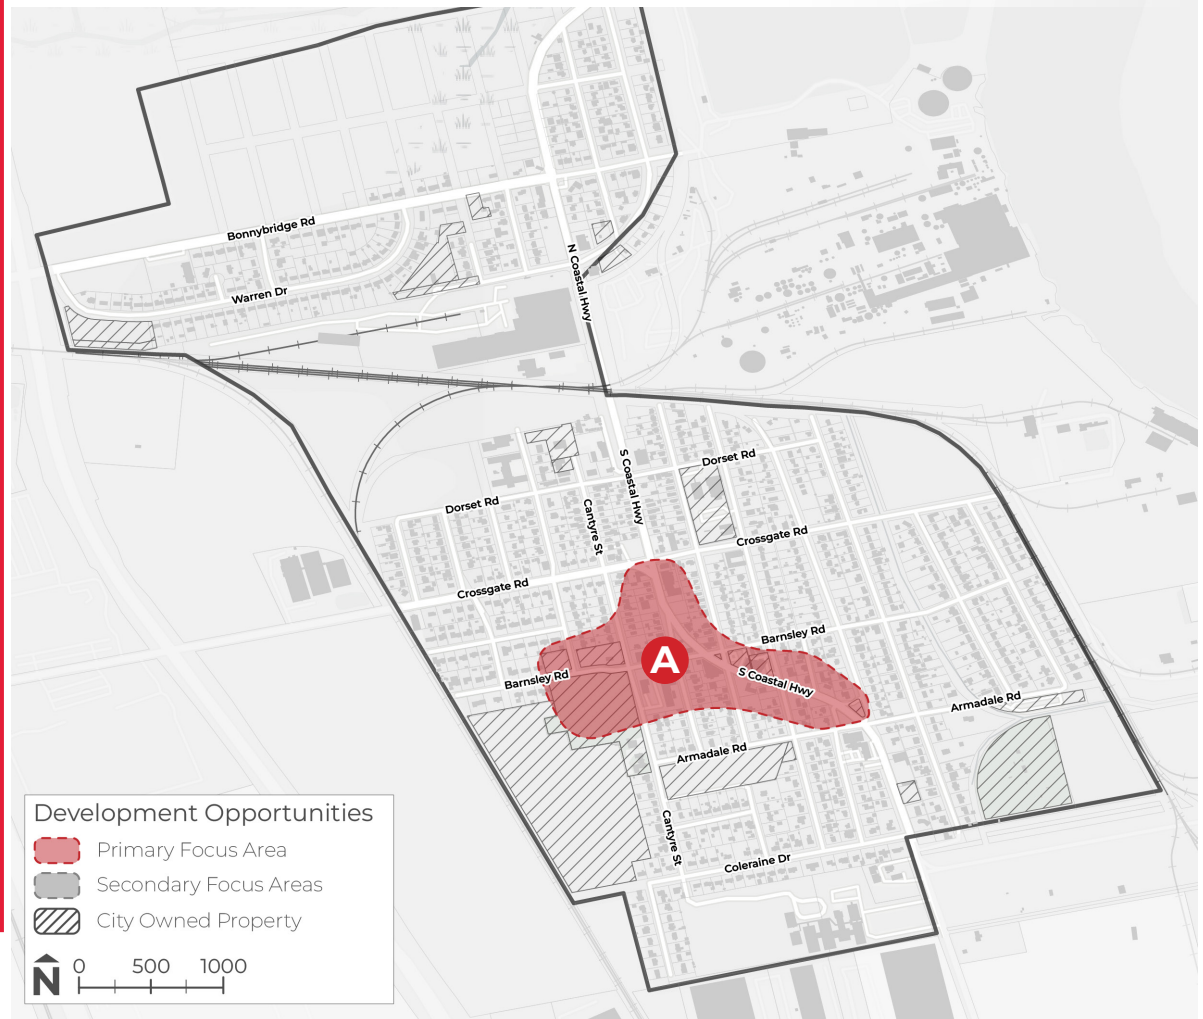 Bonnybridge Rd
Warren Dr
N Coastal Hwy
S Coastal Hwy
Dorset Rd
Dorset Rd
Cantyre St
Crossgate Rd
Crossgate Rd
Barnsley Rd
A
Barnsley Rd
S Coastal Hwy
Armadale Rd
Armadale Rd
Cantyre St
Coleraine Dr
Development Opportunities
Primary Focus Area
Secondary Focus Areas
City Owned Property
N
0 500 1000